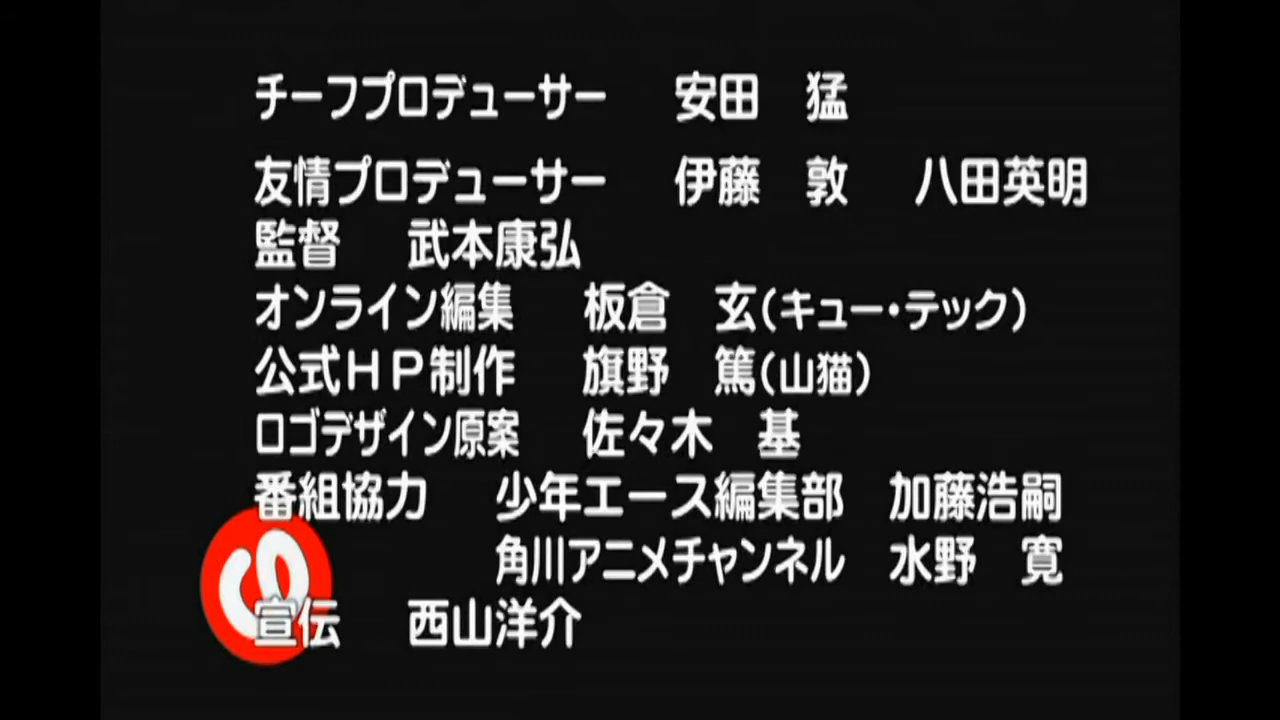 チーフプロデューサー　安田　猛
友情プロデューサー　伊藤　敦　八田英明
監督　武本康弘
オンライン編集　板倉　玄(キュー・テック)
公式ＨＰ制作　旗野　篤(山猫)
ロゴデザイン原案　佐々木　基
番組協力　少年エース編集部　加藤浩嗣
角川アニメチャンネル　水野　寛
宣伝　西山洋介